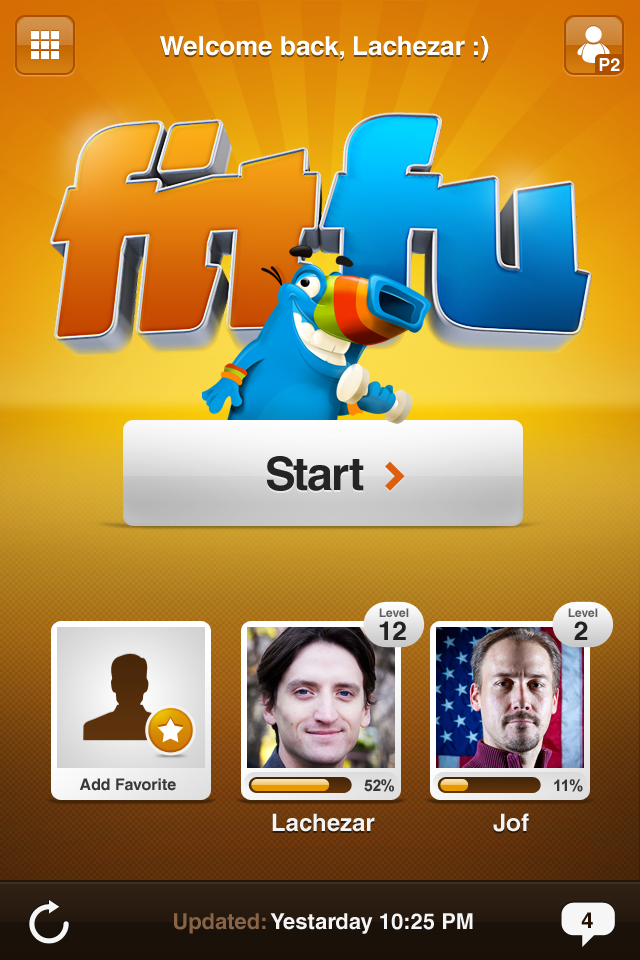 Welcome back, Lachezar :)
P2
fitfu
Start
Level
12
Level
2
Add Favorite
52%
11%
Lachezar
Jof
Updated: Yestarday 10:25 PM
4